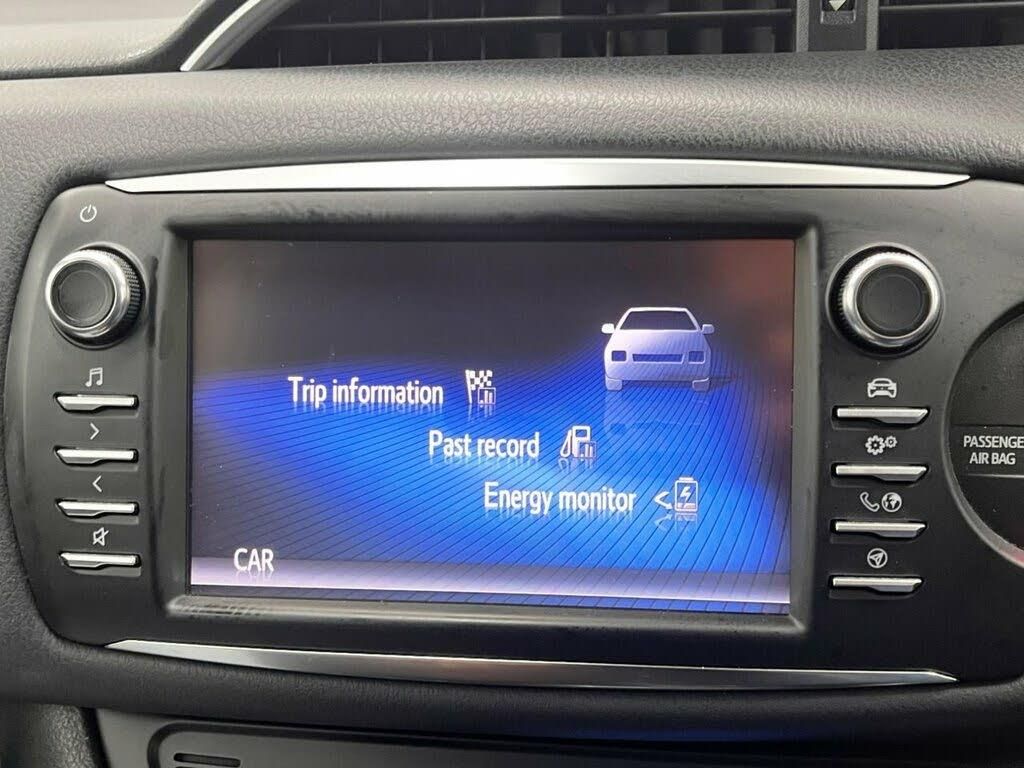 Trip information
Past record
Energy monitor
CAR
PASSENGE
AIR BAG